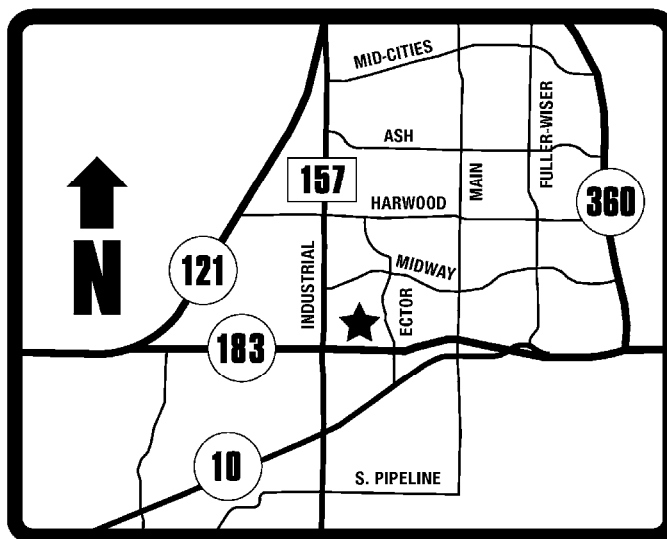 MID-CITIES
ASH
FULLER-WISER
157
MAIN
HARWOOD
360
N
121
MIDWAY
INDUSTRIAL
ECTOR
183
10
S. PIPELINE